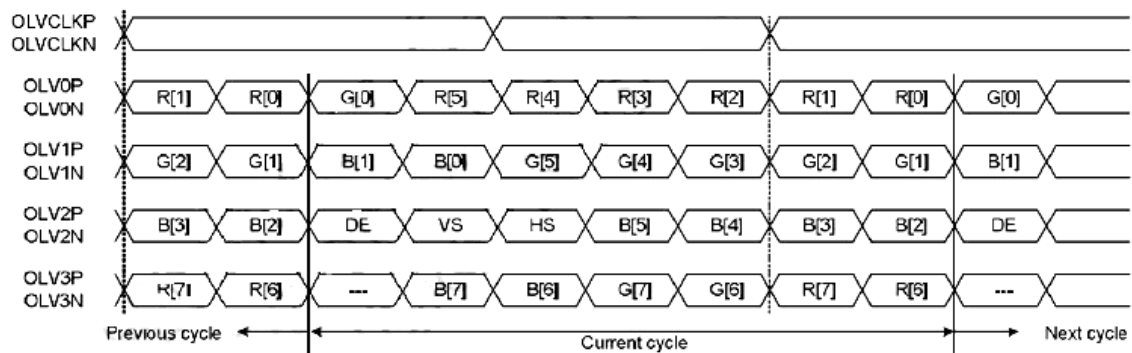 OLVCLKP
OLVCLKN
OLV0P
OLV0N
R[1] R[0] G[0] R[5] R[4] R[3] R[2] R[1] R[0] G[0]
OLV1P
OLV1N
G[2] G[1] B[1] B[0] G[5] G[4] G[3] G[2] G[1] B[1]
OLV2P
OLV2N
B[3] B[2] DE VS HS B[5] B[4] B[3] B[2] DE
OLV3P
OLV3N
R[7] R[6] --- B[7] B[6] G[7] G[6] R[7] R[6] ---
Previous cycle Current cycle Next cycle